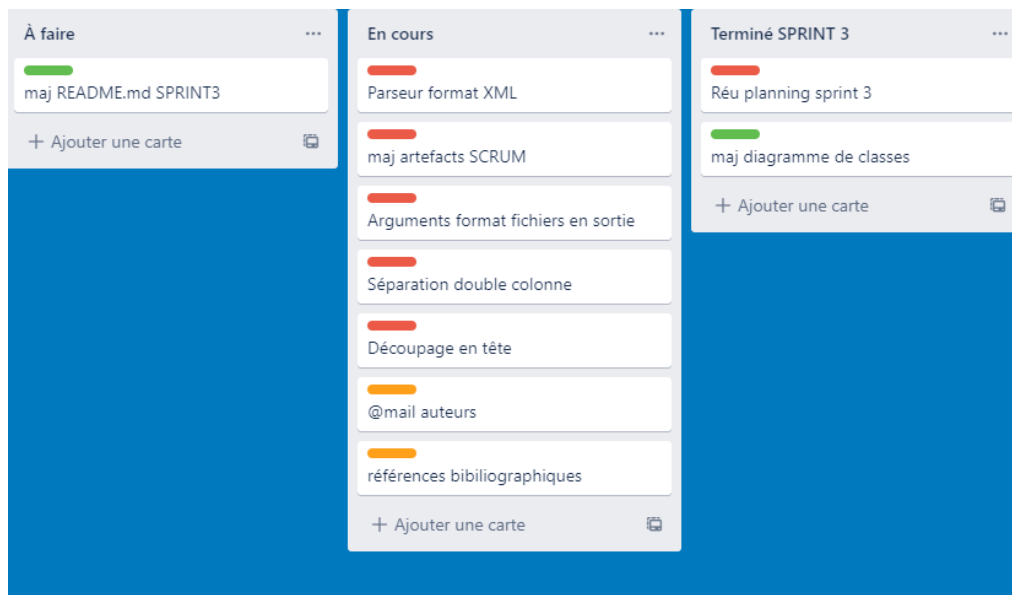 À faire
maj README.md SPRINT3
Ajouter une carte
En cours
Parseur format XML
maj artefacts SCRUM
Arguments format fichiers en sortie
Séparation double colonne
Découpage en tête
@mail auteurs
référence​s bibiliographiques
Ajouter une carte
Terminé SPRINT 3
Réu planning sprint 3
maj diagramme de classes
Ajouter une carte